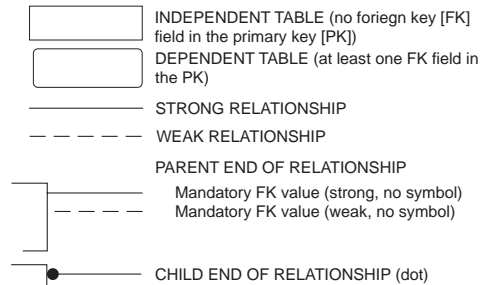 INDEPENDENT TABLE (no foriegn key [FK]
field in the primary key [PK])
DEPENDENT TABLE (at least one FK field in
the PK)
STRONG RELATIONSHIP
WEAK RELATIONSHIP
PARENT END OF RELATIONSHIP
Mandatory FK value (strong, no symbol)
Mandatory FK value (weak, no symbol)
CHILD END OF RELATIONSHIP (dot)